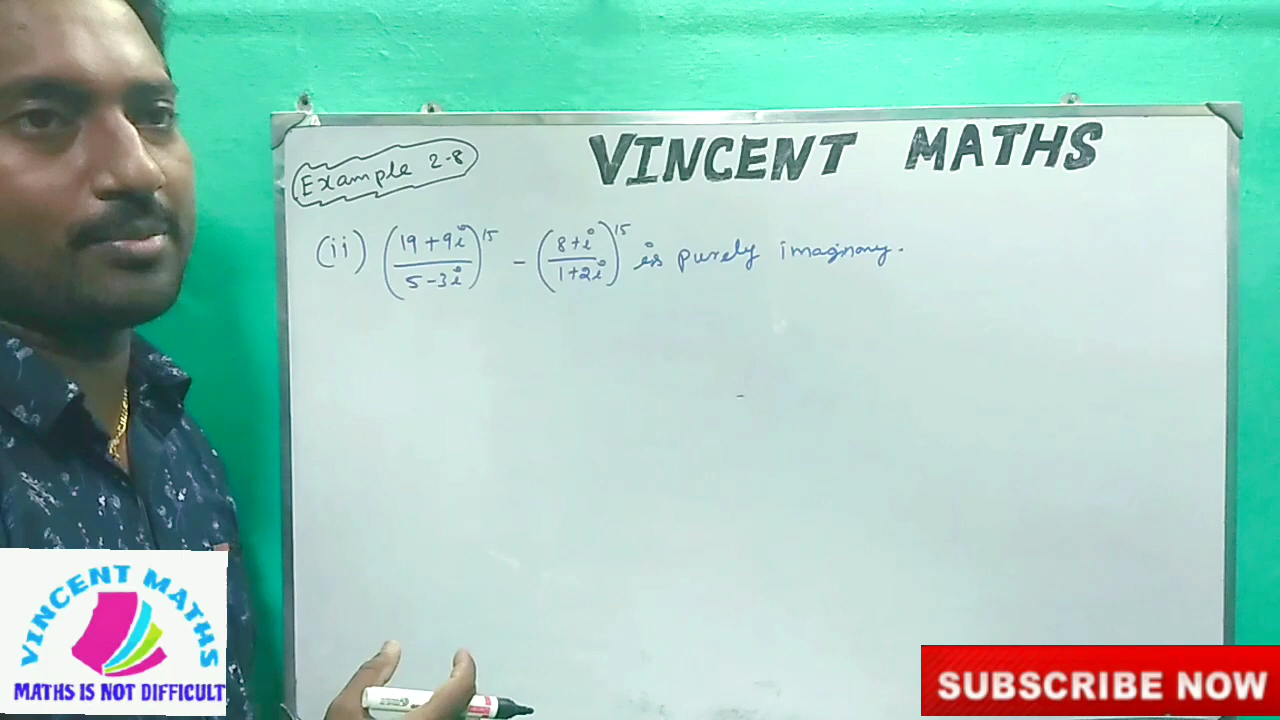 VINCENT MATHS
Example 2-8
(ii) ((19+9i)/(5-3i))^15 - ((8+i)/(1+2i))^15 is purely imaginary.
VINCENT MATHS
MATHS IS NOT DIFFICULT
SUBSCRIBE NOW